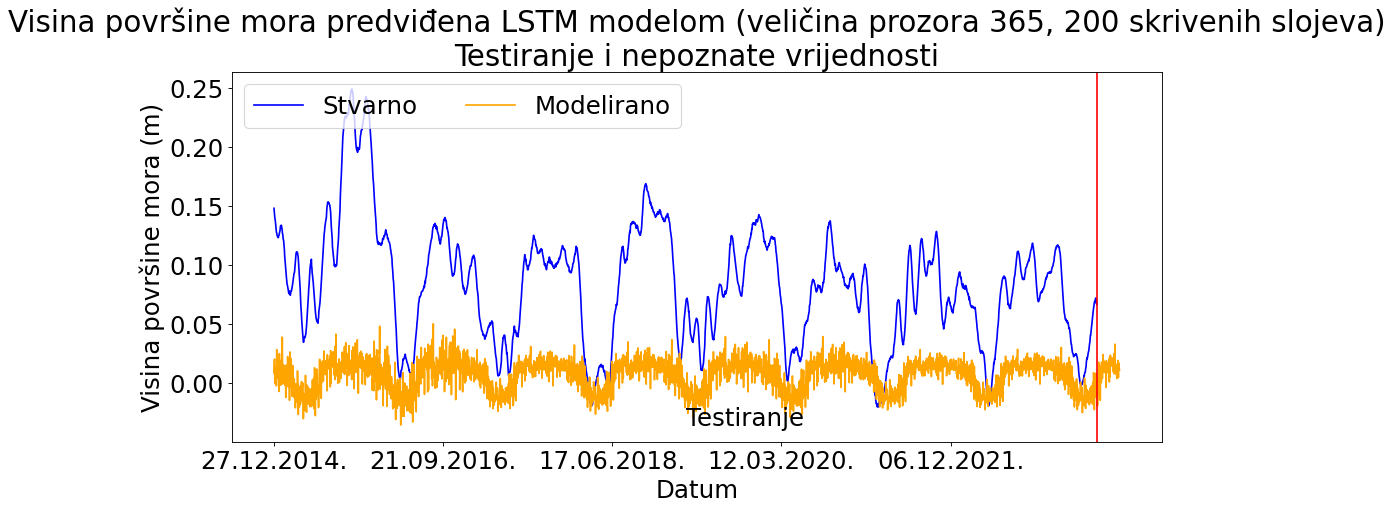 Visina površine mora predviđena LSTM modelom (veličina prozora 365, 200 skrivenih slojeva)
Testiranje i nepoznate vrijednosti
Stvarno Modelirano
Visina površine mora (m)
0.25
0.20
0.15
0.10
0.05
0.00
Testiranje
27.12.2014. 21.09.2016. 17.06.2018. 12.03.2020. 06.12.2021.
Datum